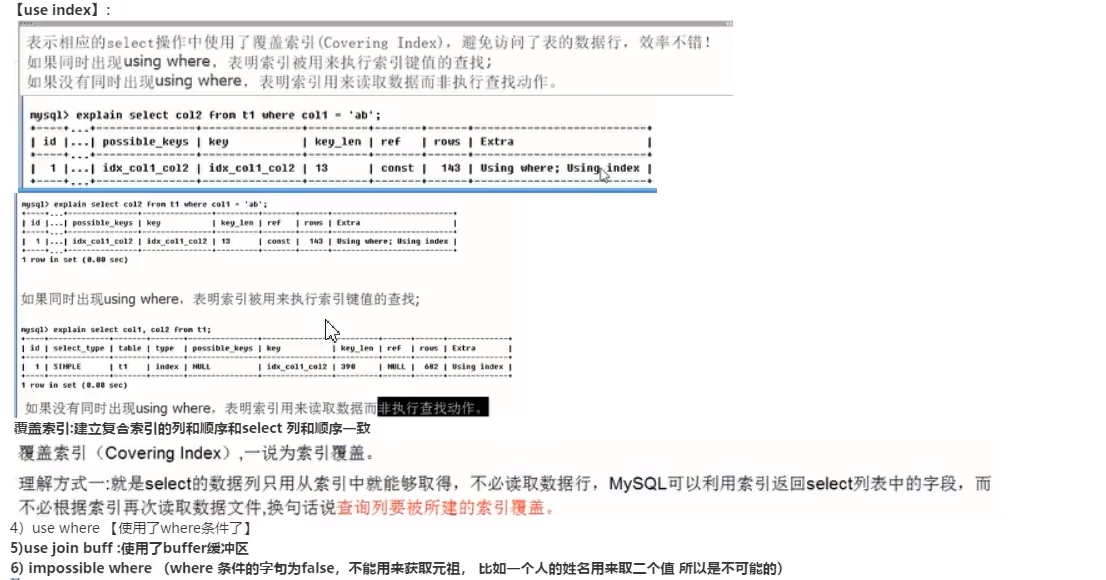 【use index】:
表示相应的select操作中使用了覆盖索引(Covering Index)，避免访问了表的数据行，效率不错！
如果同时出现using where，表明索引被用来执行索引键值的查找;
如果没有同时出现using where，表明索引用来读取数据而非执行查找动作。
mysql> explain select col2 from t1 where col1 = 'ab';
+----+...+---------------+---------------+---------+-------+------+--------------------------+
| id |...| possible_keys | key | key_len | ref | rows | Extra |
+----+...+---------------+---------------+---------+-------+------+--------------------------+
| 1 |...| idx_col1_col2 | idx_col1_col2 | 13 | const | 143 | Using where; Using index |
+----+...+---------------+---------------+---------+-------+------+--------------------------+
mysql> explain select col2 from t1 where col1 = 'ab';
| id |...| possible_keys | key | key_len | ref | rows | Extra |
| 1 |...| idx_col1_col2 | idx_col1_col2 | 13 | const | 143 | Using where; Using index |
1 row in set (0.00 sec)
如果同时出现using where，表明索引被用来执行索引键值的查找;
mysql> explain select col1, col2 from t1;
| id | select_type | table | type | possible_keys | key | key_len | ref | rows | Extra |
| 1 | SIMPLE | t1 | index | NULL | idx_col1_col2 | 390 | NULL | 682 | Using index |
1 row in set (0.00 sec)
如果没有同时出现using where，表明索引用来读取数据而非执行查找动作。
覆盖索引:建立复合索引的列和顺序和select 列和顺序一致
覆盖索引（Covering Index）,一说为索引覆盖。
理解方式一:就是select的数据列只用从索引中就能够取得，不必读取数据行，MySQL可以利用索引返回select列表中的字段，而
不必根据索引再次读取数据文件,换句话说查询列要被所建的索引覆盖。
4）use where 【使用了where条件了】
5)use join buff :使用了buffer缓冲区
6) impossible where （where 条件的字句为false，不能用来获取元祖， 比如一个人的姓名用来取二个值 所以是不可能的）